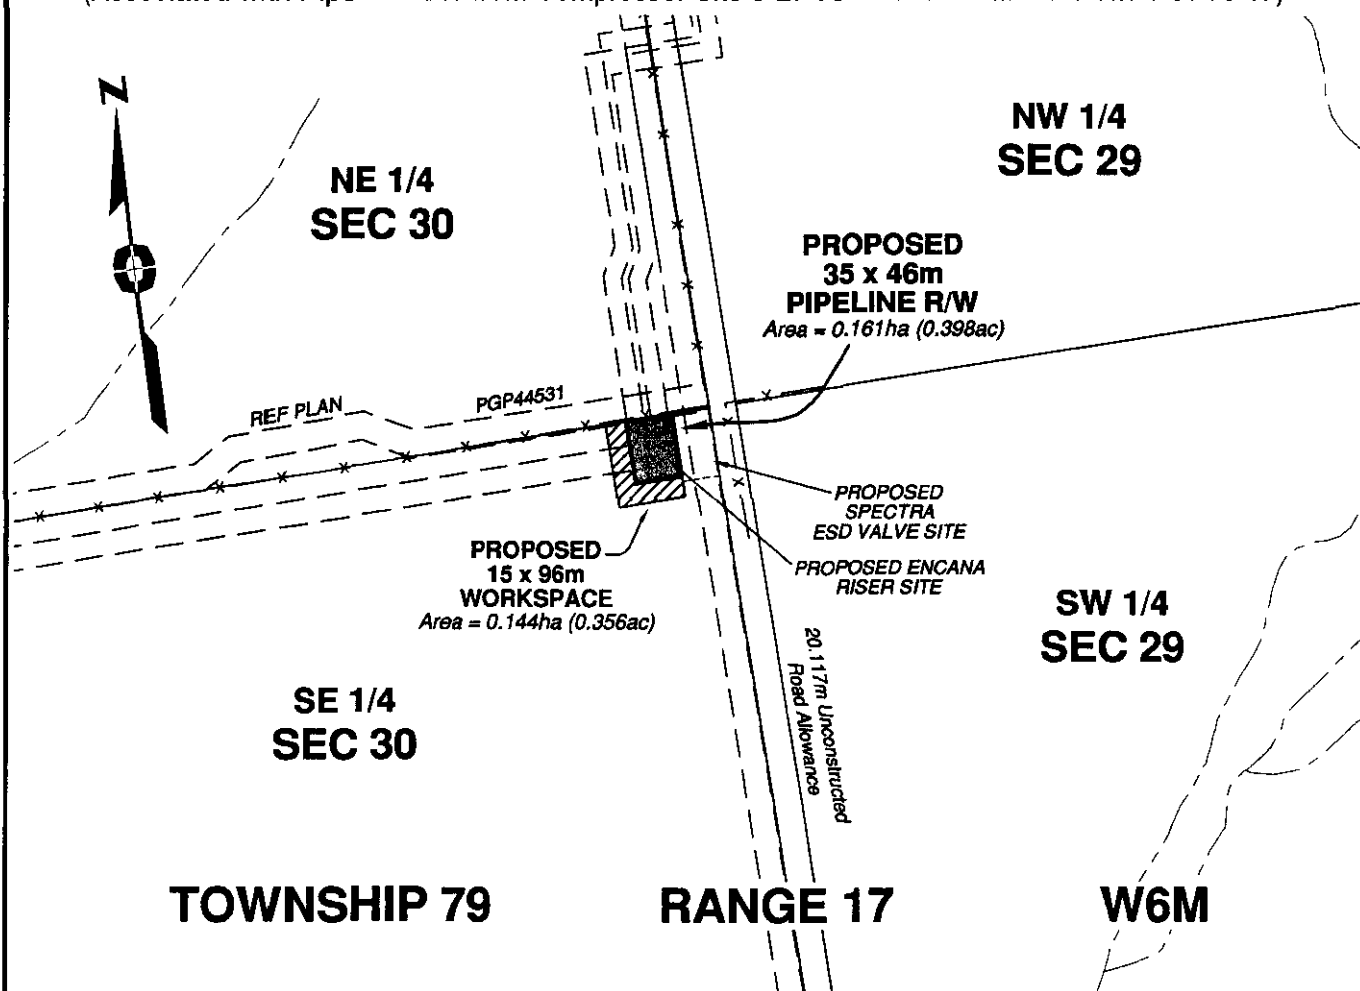 N
NW 1/4
SEC 29
NE 1/4
SEC 30
PROPOSED
35 x 46m
PIPELINE R/W
Area = 0.161ha (0.398ac)
REF PLAN
PGP44531
PROPOSED
SPECTRA
ESD VALVE SITE
PROPOSED
15 x 96m
WORKSPACE
Area = 0.144ha (0.356ac)
PROPOSED ENCANA
RISER SITE
SW 1/4
SEC 29
20.117m Unconstructed
Road Allowance
SE 1/4
SEC 30
TOWNSHIP 79
RANGE 17
W6M